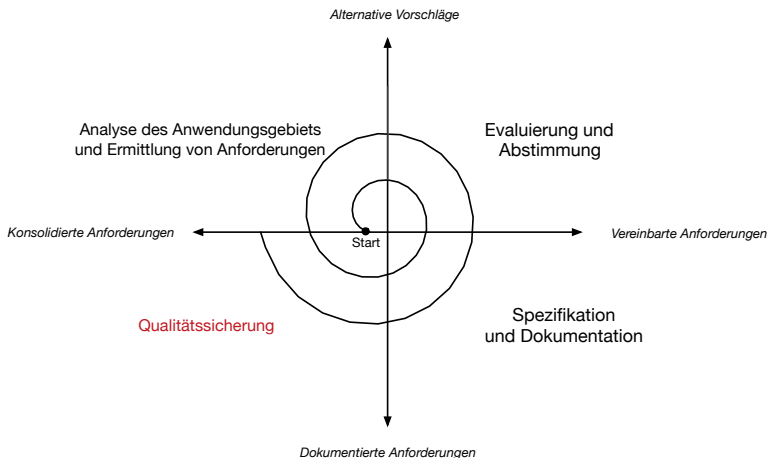 Alternative Vorschläge
Analyse des Anwendungsgebiets
und Ermittlung von Anforderungen
Evaluierung und
Abstimmung
Konsolidierte Anforderungen
Start
Vereinbarte Anforderungen
Qualitätssicherung
Spezifikation
und Dokumentation
Dokumentierte Anforderungen